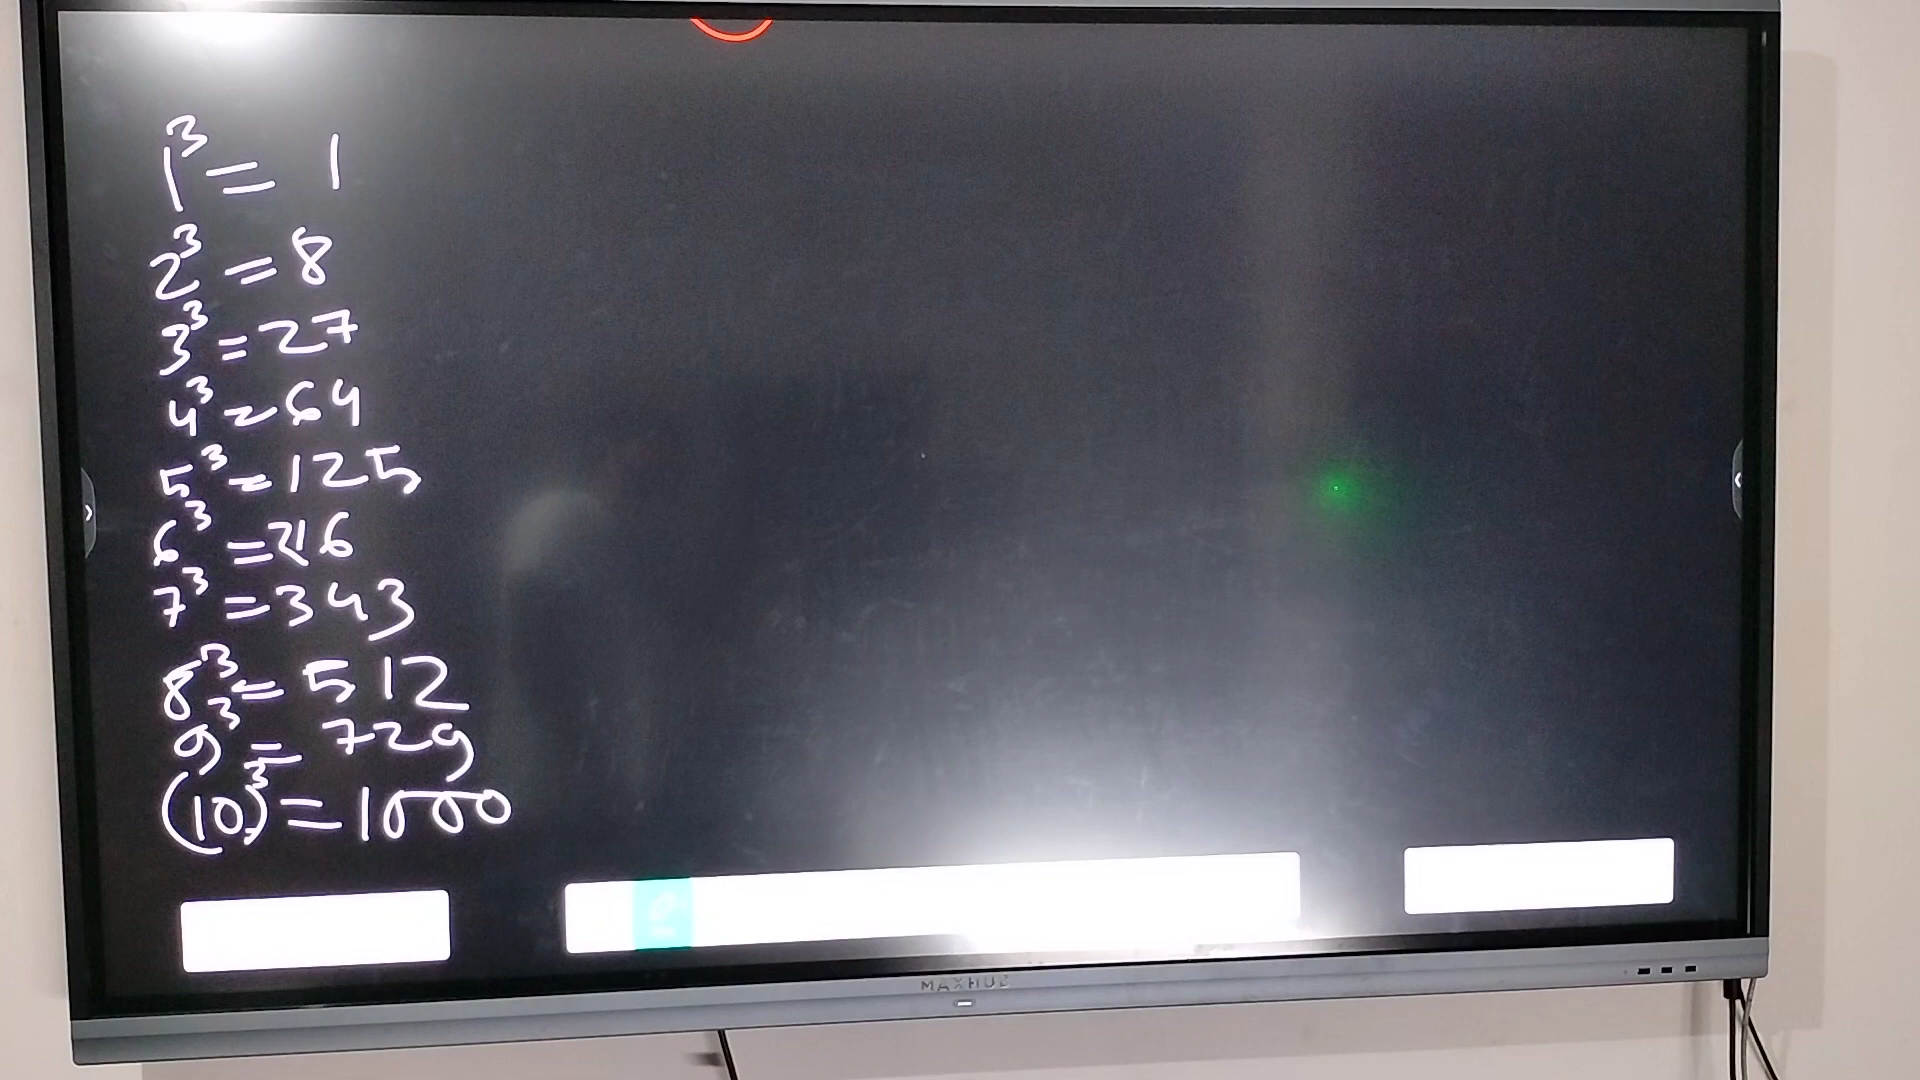 1³ = 1
2³ = 8
3³ = 27
4³ = 64
5³ = 125
6³ = 216
7³ = 343
8³ = 512
9³ = 729
(10)³ = 1000
MAXHUB